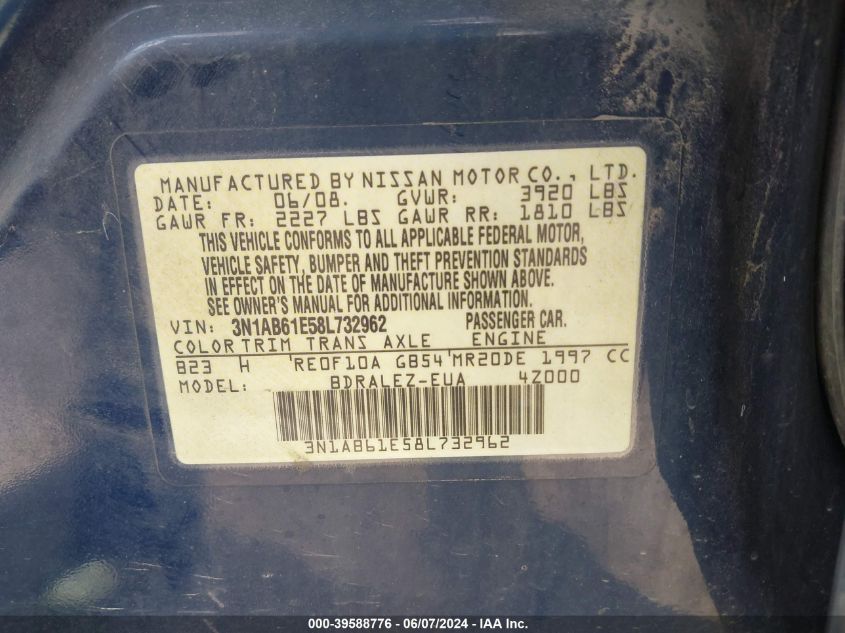 MANUFACTURED BY NISSAN MOTOR CO., LTD.
DATE: 06/08. GVWR: 3920 LBS
GAWR FR: 2227 LBS GAWR RR: 1810 LBS
THIS VEHICLE CONFORMS TO ALL APPLICABLE FEDERAL MOTOR,
VEHICLE SAFETY, BUMPER AND THEFT PREVENTION STANDARDS
IN EFFECT ON THE DATE OF MANUFACTURE SHOWN ABOVE.
SEE OWNER'S MANUAL FOR ADDITIONAL INFORMATION.
VIN: 3N1AB61E58L732962 PASSENGER CAR.
COLOR TRIM TRANS AXLE ENGINE
B23 H 'RE0F10A GB54 'MR20DE 1997 CC
MODEL: BDRALEZ-EUA 4Z000
3N1AB61E58L732962
000-39588776 - 06/07/2024 - IAA Inc.